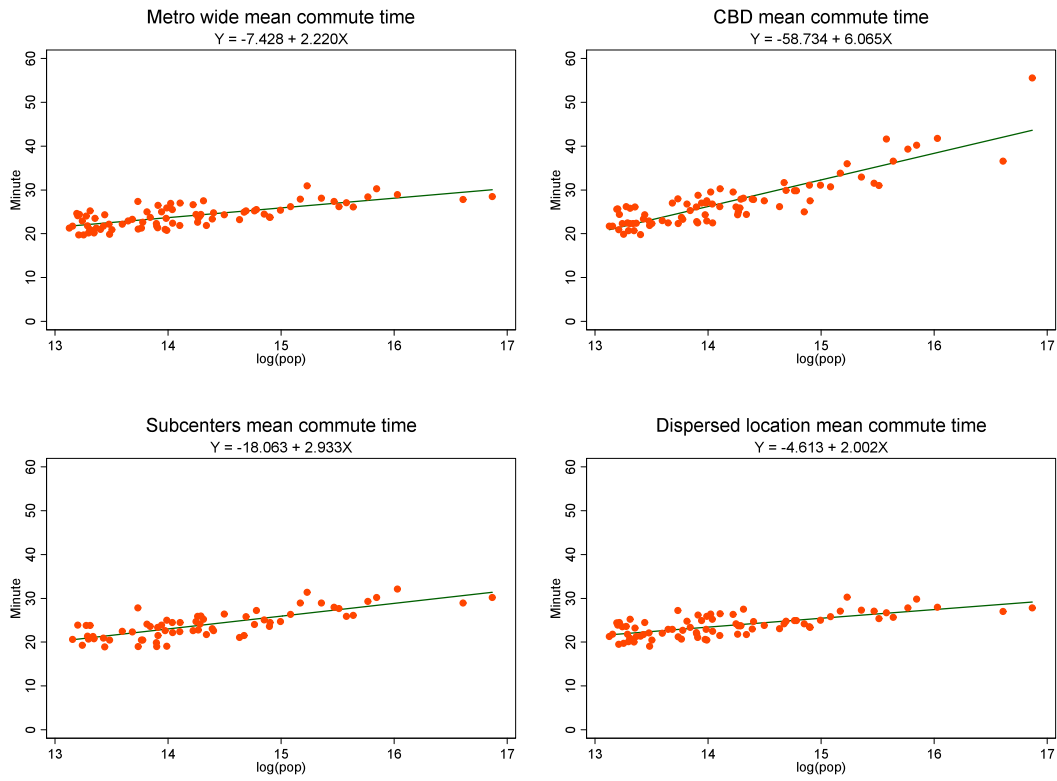 Metro wide mean commute time
Y = -7.428 + 2.220X
Minute
60
50
40
30
20
10
0
13 14 15 16 17
log(pop)
CBD mean commute time
Y = -58.734 + 6.065X
Minute
60
50
40
30
20
10
0
13 14 15 16 17
log(pop)
Subcenters mean commute time
Y = -18.063 + 2.933X
Minute
60
50
40
30
20
10
0
13 14 15 16 17
log(pop)
Dispersed location mean commute time
Y = -4.613 + 2.002X
Minute
60
50
40
30
20
10
0
13 14 15 16 17
log(pop)